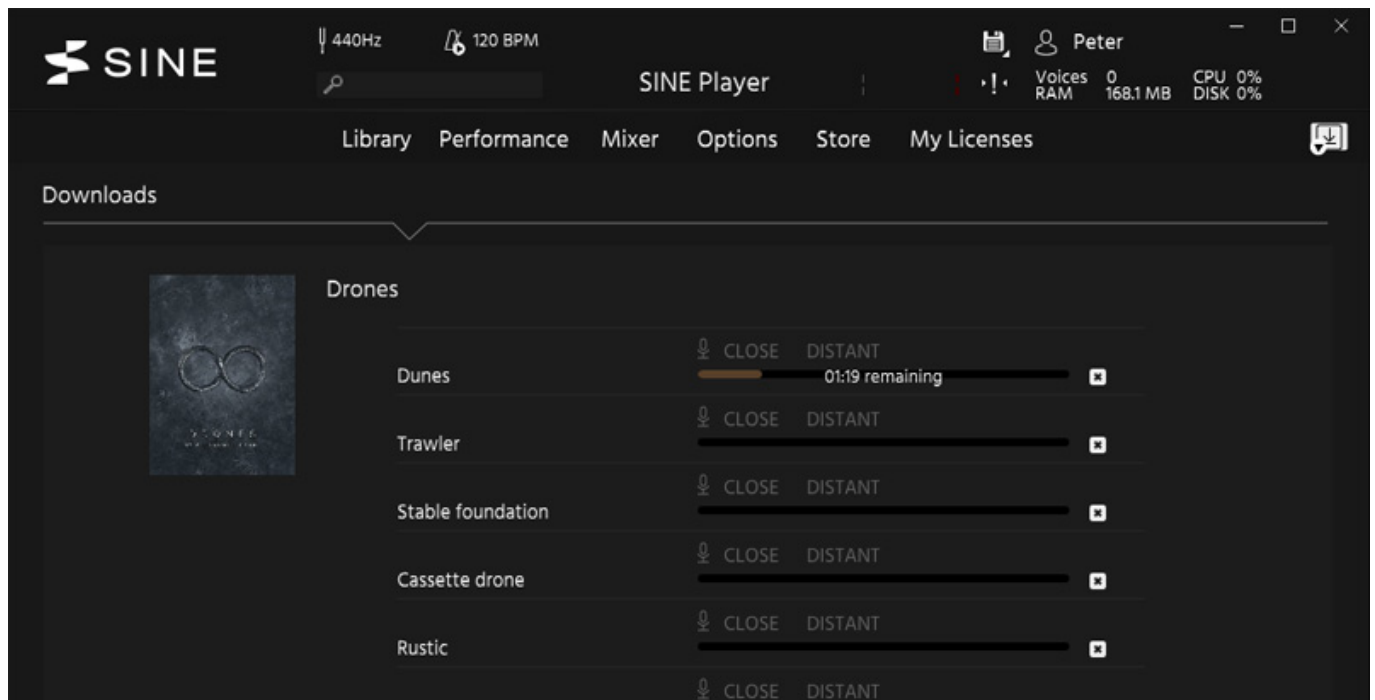 SINE
440Hz
120 BPM
Peter
SINE Player
Voices 0
RAM 168.1 MB
CPU 0%
DISK 0%
Library Performance Mixer Options Store My Licenses
Downloads
DRONES
Drones
CLOSE DISTANT
Dunes
01:19 remaining
CLOSE DISTANT
Trawler
CLOSE DISTANT
Stable foundation
CLOSE DISTANT
Cassette drone
CLOSE DISTANT
Rustic
CLOSE DISTANT